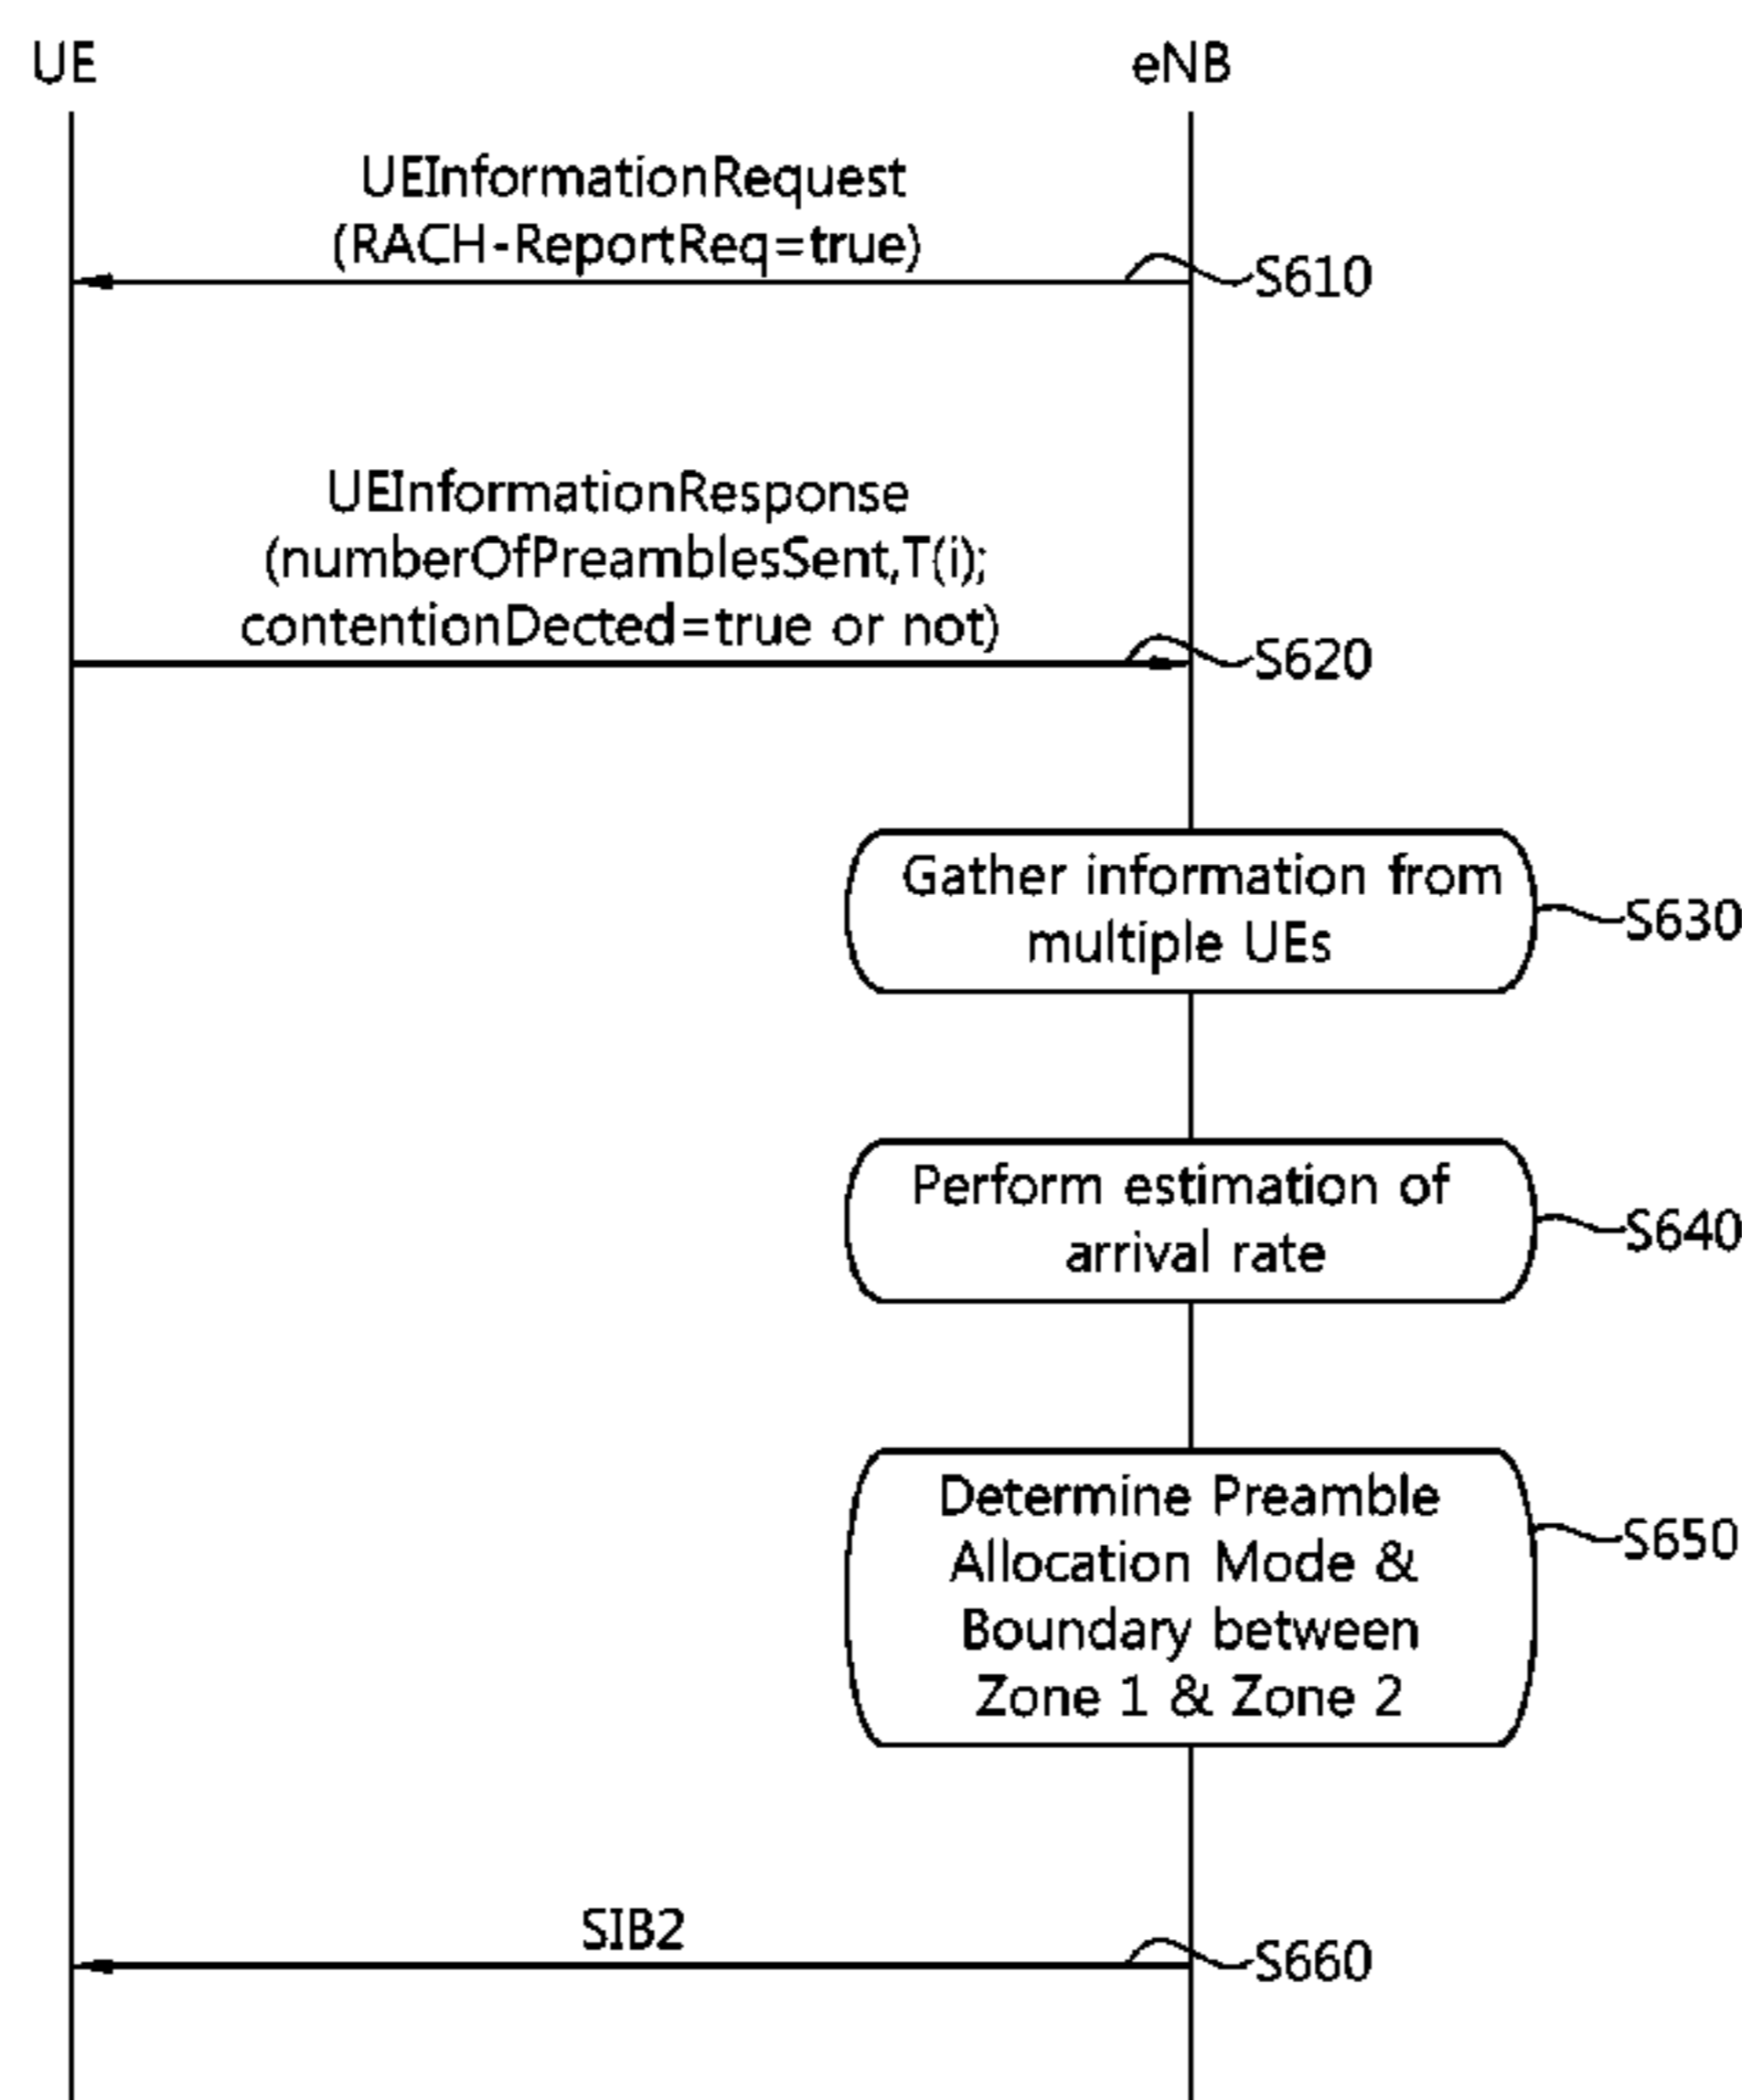 UE
eNB
UEInformationRequest
(RACH-ReportReq=true)
S610
UEInformationResponse
(numberOfPreamblesSent,T(i);
contentionDected=true or not)
S620
Gather information from
multiple UEs
S630
Perform estimation of
arrival rate
S640
Determine Preamble
Allocation Mode &
Boundary between
Zone 1 & Zone 2
S650
SIB2
S660